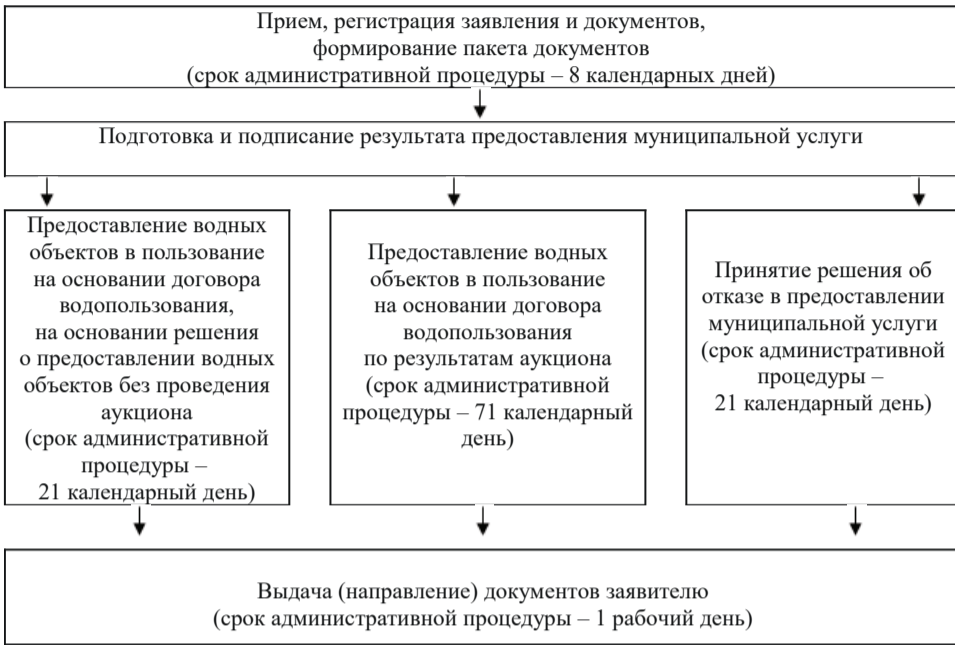 Прием, регистрация заявления и документов,
формирование пакета документов
(срок административной процедуры – 8 календарных дней)
Подготовка и подписание результата предоставления муниципальной услуги
Предоставление водных
объектов в пользование
на основании договора
водопользования,
на основании решения
о предоставлении водных
объектов без проведения
аукциона
(срок административной
процедуры –
21 календарный день)
Предоставление водных
объектов в пользование
на основании договора
водопользования
по результатам аукциона
(срок административной
процедуры – 71 календарный
день)
Принятие решения об
отказе в предоставлении
муниципальной услуги
(срок административной
процедуры –
21 календарный день)
Выдача (направление) документов заявителю
(срок административной процедуры – 1 рабочий день)